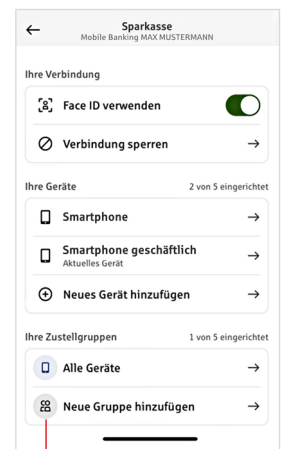 Sparkasse
Mobile Banking MAX MUSTERMANN
Ihre Verbindung
Face ID verwenden
Verbindung sperren
Ihre Geräte 2 von 5 eingerichtet
Smartphone
Smartphone geschäftlich
Aktuelles Gerät
Neues Gerät hinzufügen
Ihre Zustellgruppen 1 von 5 eingerichtet
Alle Geräte
Neue Gruppe hinzufügen